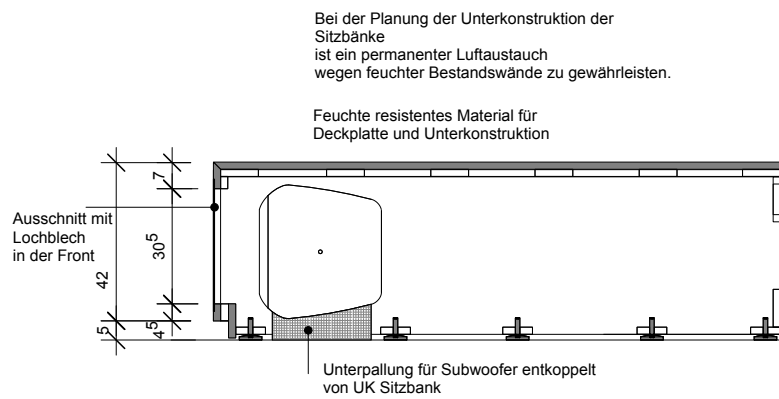 Bei der Planung der Unterkonstruktion der
Sitzbänke
ist ein permanenter Luftaustauch
wegen feuchter Bestandswände zu gewährleisten.
Feuchte resistentes Material für
Deckplatte und Unterkonstruktion
7
Ausschnitt mit
Lochblech
in der Front
30⁵
42
5
4⁵
Unterpallung für Subwoofer entkoppelt
von UK Sitzbank